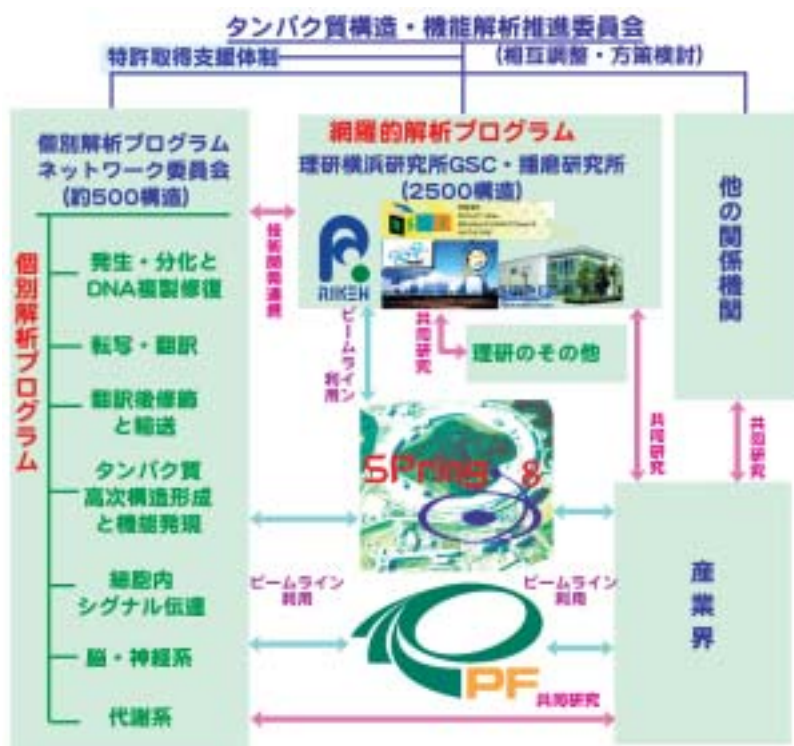 タンパク質構造・機能解析推進委員会
特許取得支援体制
(相互調整・方策検討)
個別解析プログラム
ネットワーク委員会
(約500構造)
網羅的解析プログラム
理研横浜研究所GSC・播磨研究所
(2500構造)
他の関係機関
技術開発連携
RIKEN
個別解析プログラム
発生・分化と
DNA複製修復
転写・翻訳
翻訳後修飾
と輸送
タンパク質
高次構造形成
と機能発現
細胞内
シグナル伝達
脳・神経系
代謝系
ビームライン
利用
共同研究
理研のその他
共同研究
共同研究
SPring 8
産業界
ビームライン
利用
ビームライン
利用
PF
共同研究